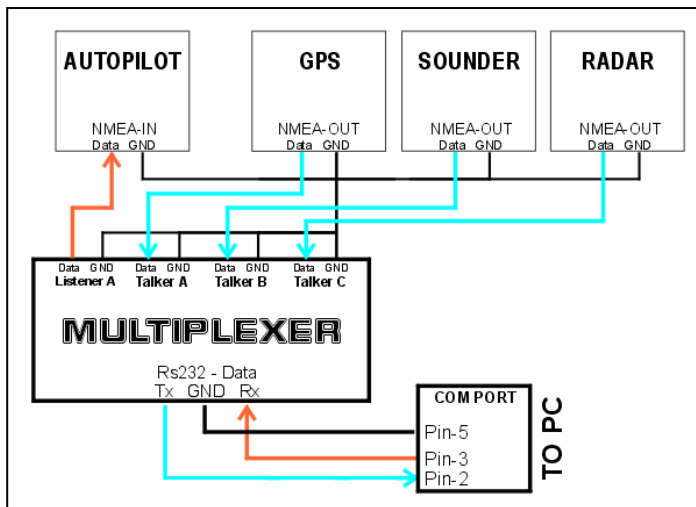 AUTOPILOT
NMEA-IN
Data GND
GPS
NMEA-OUT
Data GND
SOUNDER
NMEA-OUT
Data GND
RADAR
NMEA-OUT
Data GND
Data GND
Listener A
Data GND
Talker A
Data GND
Talker B
Data GND
Talker C
MULTIPLEXER
Rs232 - Data
Tx GND Rx
COMPORT
Pin-5
Pin-3
Pin-2
TO PC